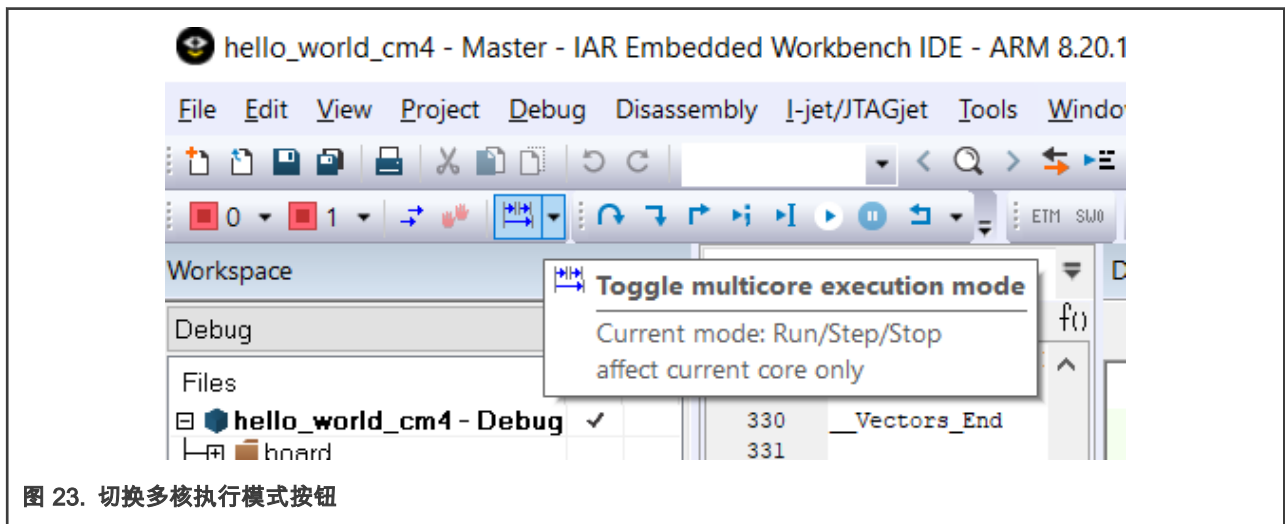 hello_world_cm4 - Master - IAR Embedded Workbench IDE - ARM 8.20.1
File Edit View Project Debug Disassembly I-jet/JTAGjet Tools Windo
0 1 ETM SWO
Workspace
Toggle multicore execution mode
Debug
Current mode: Run/Step/Stop
f()
affect current core only
Files
hello_world_cm4 - Debug
330 __Vectors_End
board
331
图 23. 切换多核执行模式按钮